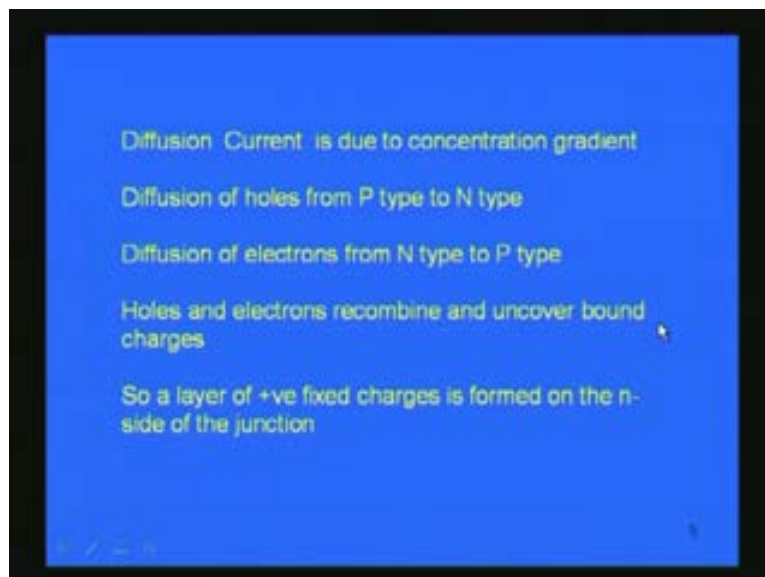 Diffusion Current is due to concentration gradient
Diffusion of holes from P type to N type
Diffusion of electrons from N type to P type
Holes and electrons recombine and uncover bound
charges
So a layer of +ve fixed charges is formed on the n-
side of the junction